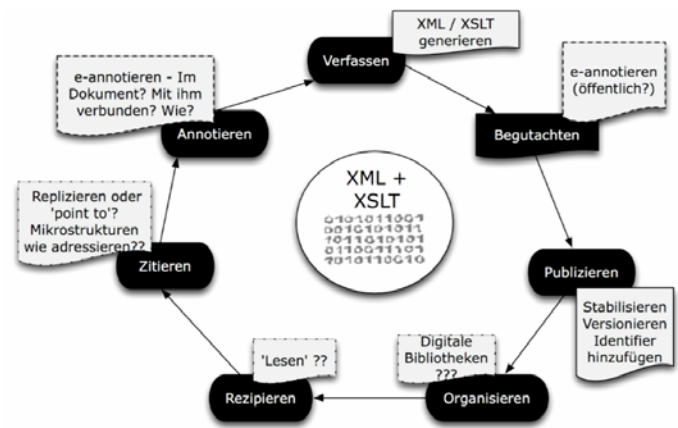 XML / XSLT
generieren
Verfassen
e-annotieren
(öffentlich?)
Begutachten
Publizieren
Stabilisieren
Versionieren
Identifier
hinzufügen
Digitale
Bibliotheken
???
Organisieren
'Lesen' ??
Rezipieren
Replizieren oder
'point to'?
Mikrostrukturen
wie adressieren??
Zitieren
e-annotieren - Im
Dokument? Mit ihm
verbunden? Wie?
Annotieren
XML +
XSLT